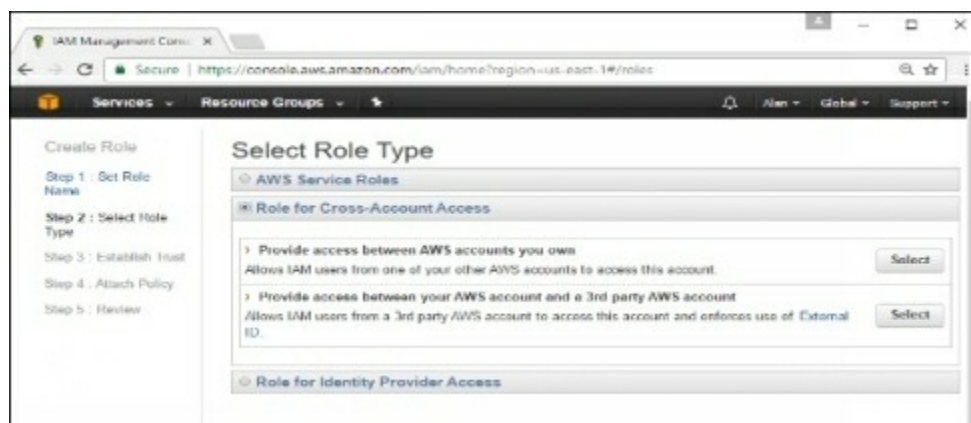 IAM Management Cons
Secure | https://console.aws.amazon.com/iam/home?region=us-east-1#/roles
Services Resource Groups Alan Global Support
Create Role
Step 1 : Set Role
Name
Step 2 : Select Role
Type
Step 3 : Establish Trust
Step 4 : Attach Policy
Step 5 : Review
Select Role Type
AWS Service Roles
Role for Cross-Account Access
Provide access between AWS accounts you own
Allows IAM users from one of your other AWS accounts to access this account.
Select
Provide access between your AWS account and a 3rd party AWS account
Allows IAM users from a 3rd party AWS account to access this account and enforces use of External
ID.
Select
Role for Identity Provider Access